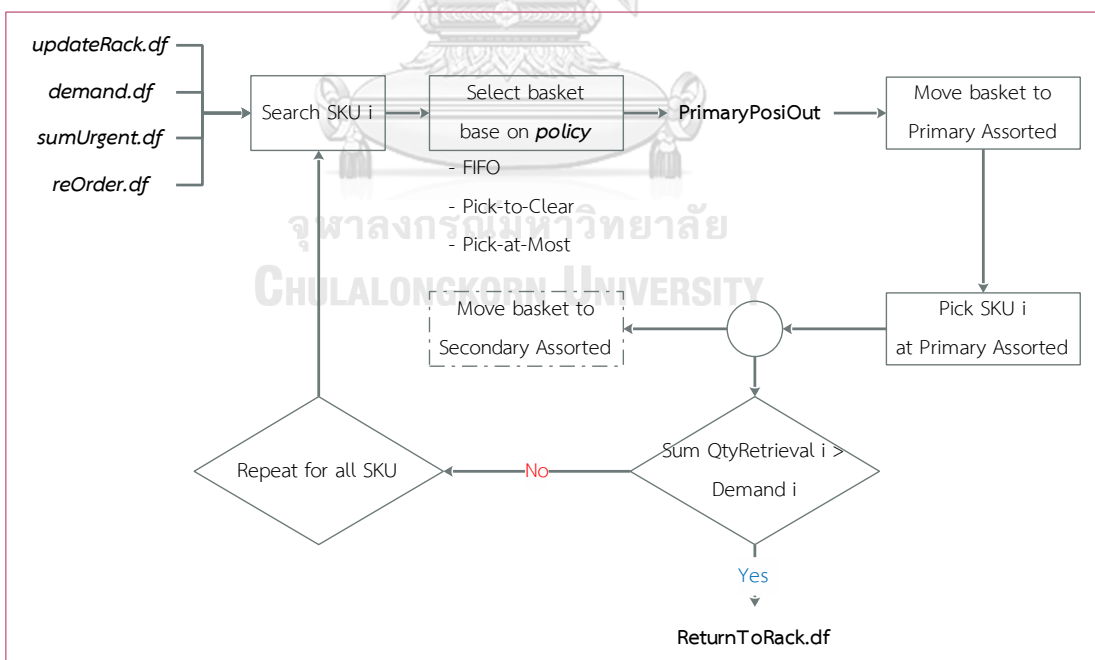 updateRack.df
demand.df
sumUrgent.df
reOrder.df
Search SKU i
Select basket
base on policy
- FIFO
- Pick-to-Clear
- Pick-at-Most
PrimaryPosiOut
Move basket to
Primary Assorted
จุฬาลงกรณ์มหาวิทยาลัย
CHULALONGKORN UNIVERSITY
Pick SKU i
at Primary Assorted
Move basket to
Secondary Assorted
Sum QtyRetrieval i >
Demand i
No
Repeat for all SKU
Yes
ReturnToRack.df